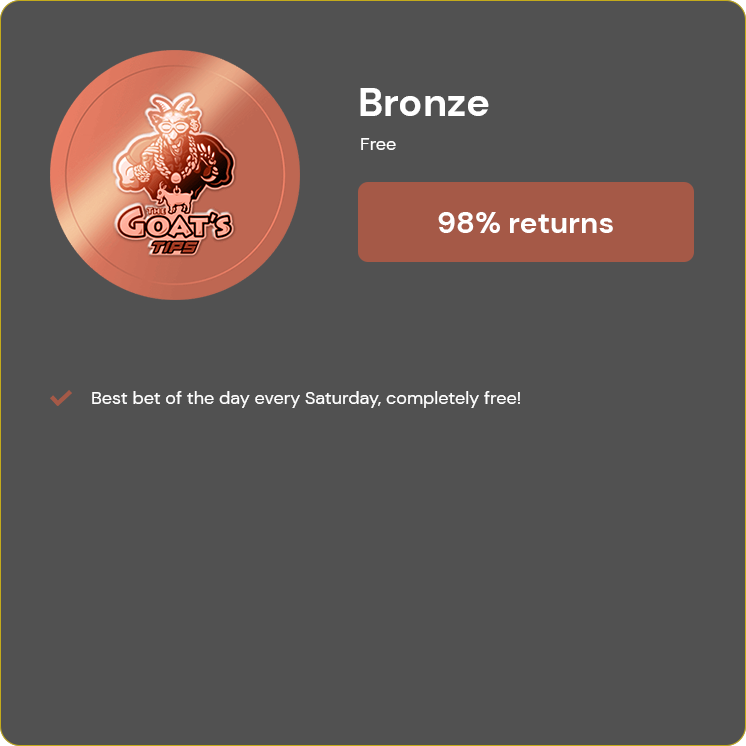 THE
GOAT'S
TIPS
Bronze
Free
98% returns
Best bet of the day every Saturday, completely free!